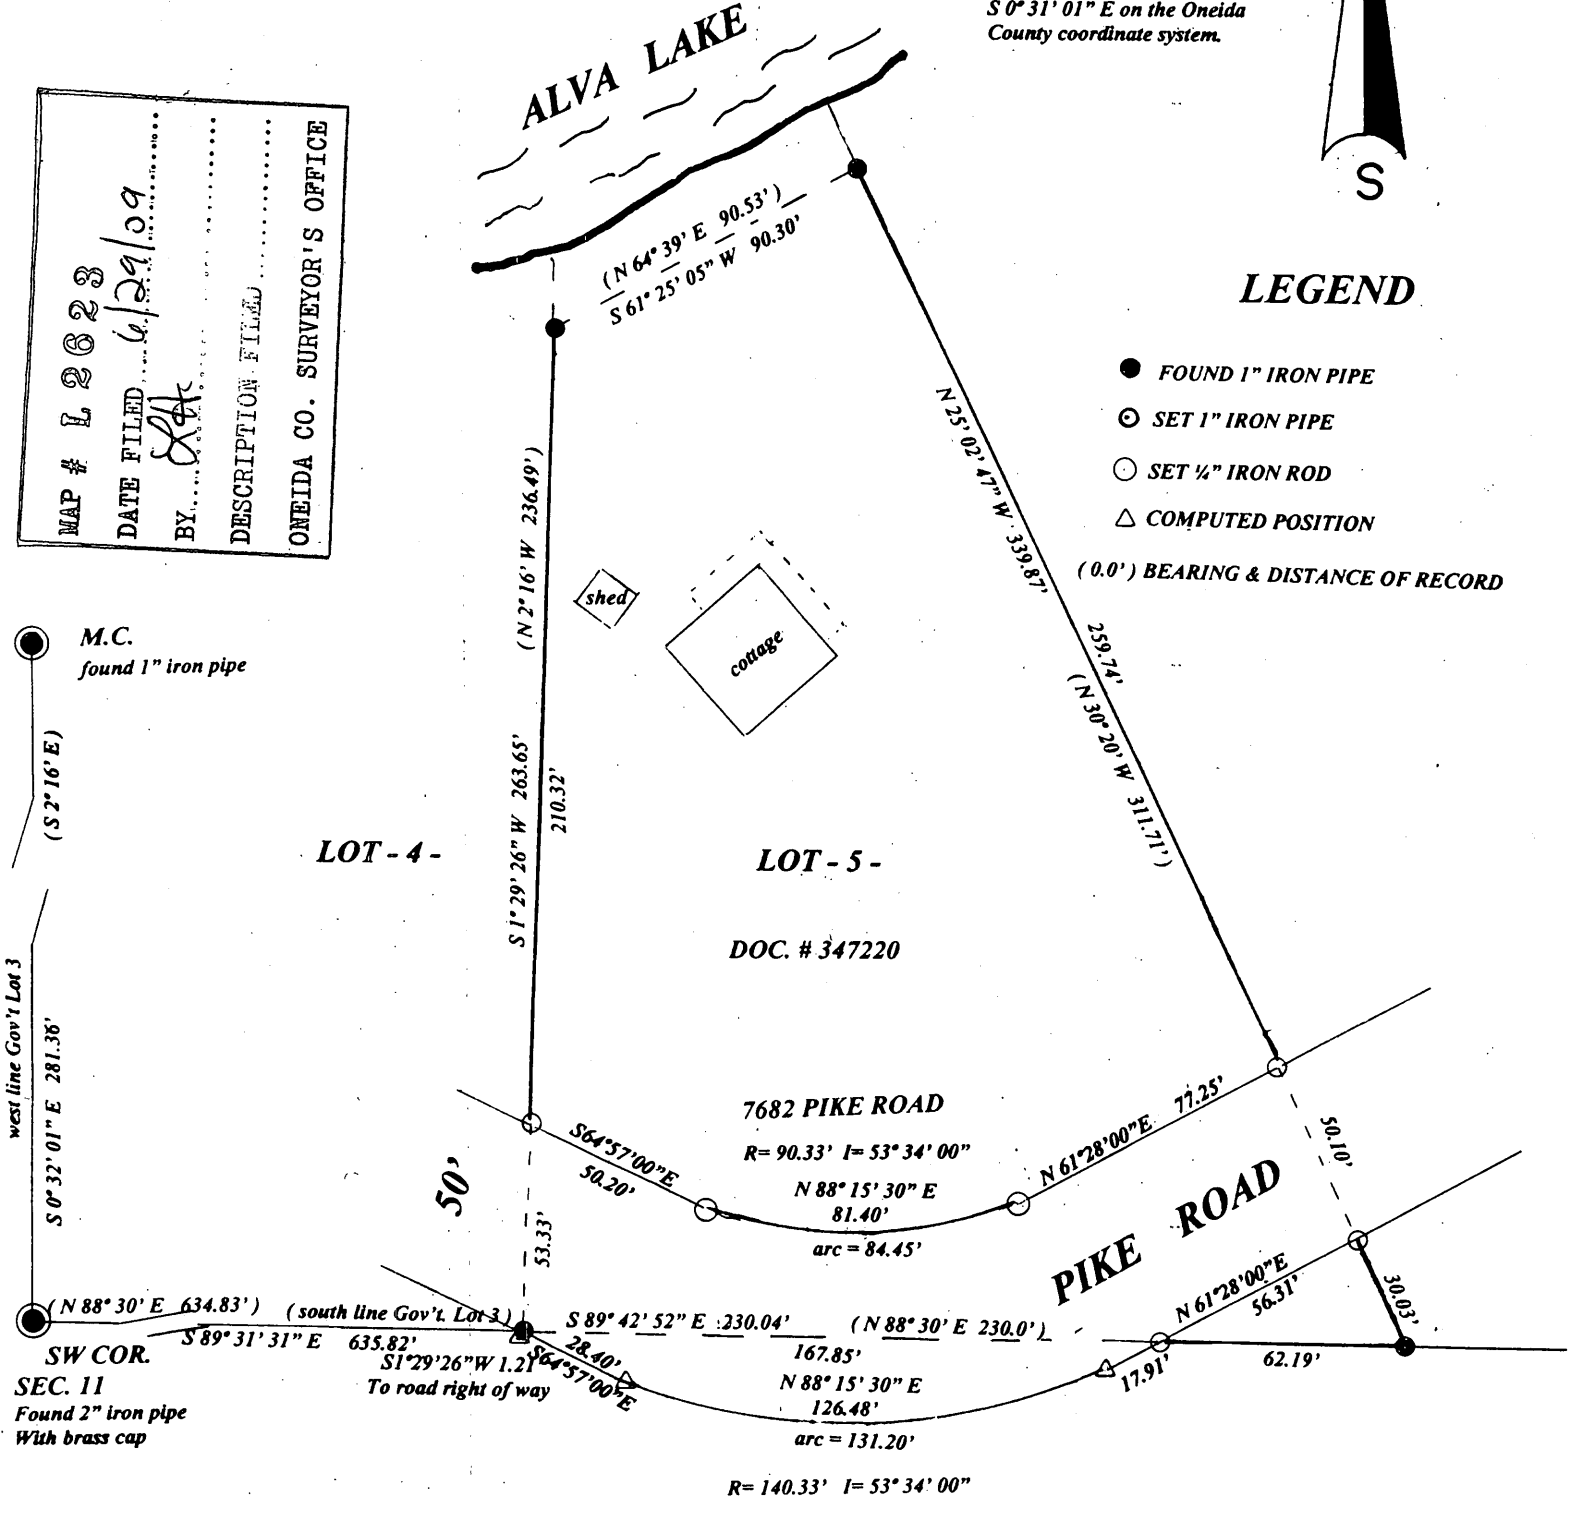 S 0° 31' 01" E on the Oneida
County coordinate system.
ALVA LAKE
S
MAP # L 2623
DATE FILED 6/29/09
BY
DESCRIPTION FILED
ONEIDA CO. SURVEYOR'S OFFICE
( N 64° 39' E 90.53' )
S 61° 25' 05" W 90.30'
LEGEND
FOUND 1" IRON PIPE
SET 1" IRON PIPE
SET ¾" IRON ROD
COMPUTED POSITION
( 0.0' ) BEARING & DISTANCE OF RECORD
N 25° 02' 47" W 339.87'
259.74'
( N 30° 20' W 311.71' )
( N 2° 16' W 236.49' )
S 1° 29' 26" W 263.65'
210.32'
shed
cottage
M.C.
found 1" iron pipe
( S 2° 16' E )
west line Gov't Lot 3
S 0° 32' 01" E 281.36'
LOT - 4 -
LOT - 5 -
DOC. # 347220
7682 PIKE ROAD
R= 90.33' I= 53° 34' 00"
N 88° 15' 30" E
81.40'
arc = 84.45'
S64°57'00"E
50.20'
N 61°28'00"E 77.25'
50'
53.33'
50.10'
PIKE ROAD
N 61°28'00"E
56.31'
30.03'
( N 88° 30' E 634.83' )
( south line Gov't. Lot 3 )
S 89° 31' 31" E 635.82'
S 89° 42' 52" E 230.04'
( N 88° 30' E 230.0' )
167.85'
62.19'
17.91'
28.40'
S64°57'00"E
S1°29'26"W 1.21'
To road right of way
N 88° 15' 30" E
126.48'
arc = 131.20'
R= 140.33' I= 53° 34' 00"
SW COR.
SEC. 11
Found 2" iron pipe
With brass cap